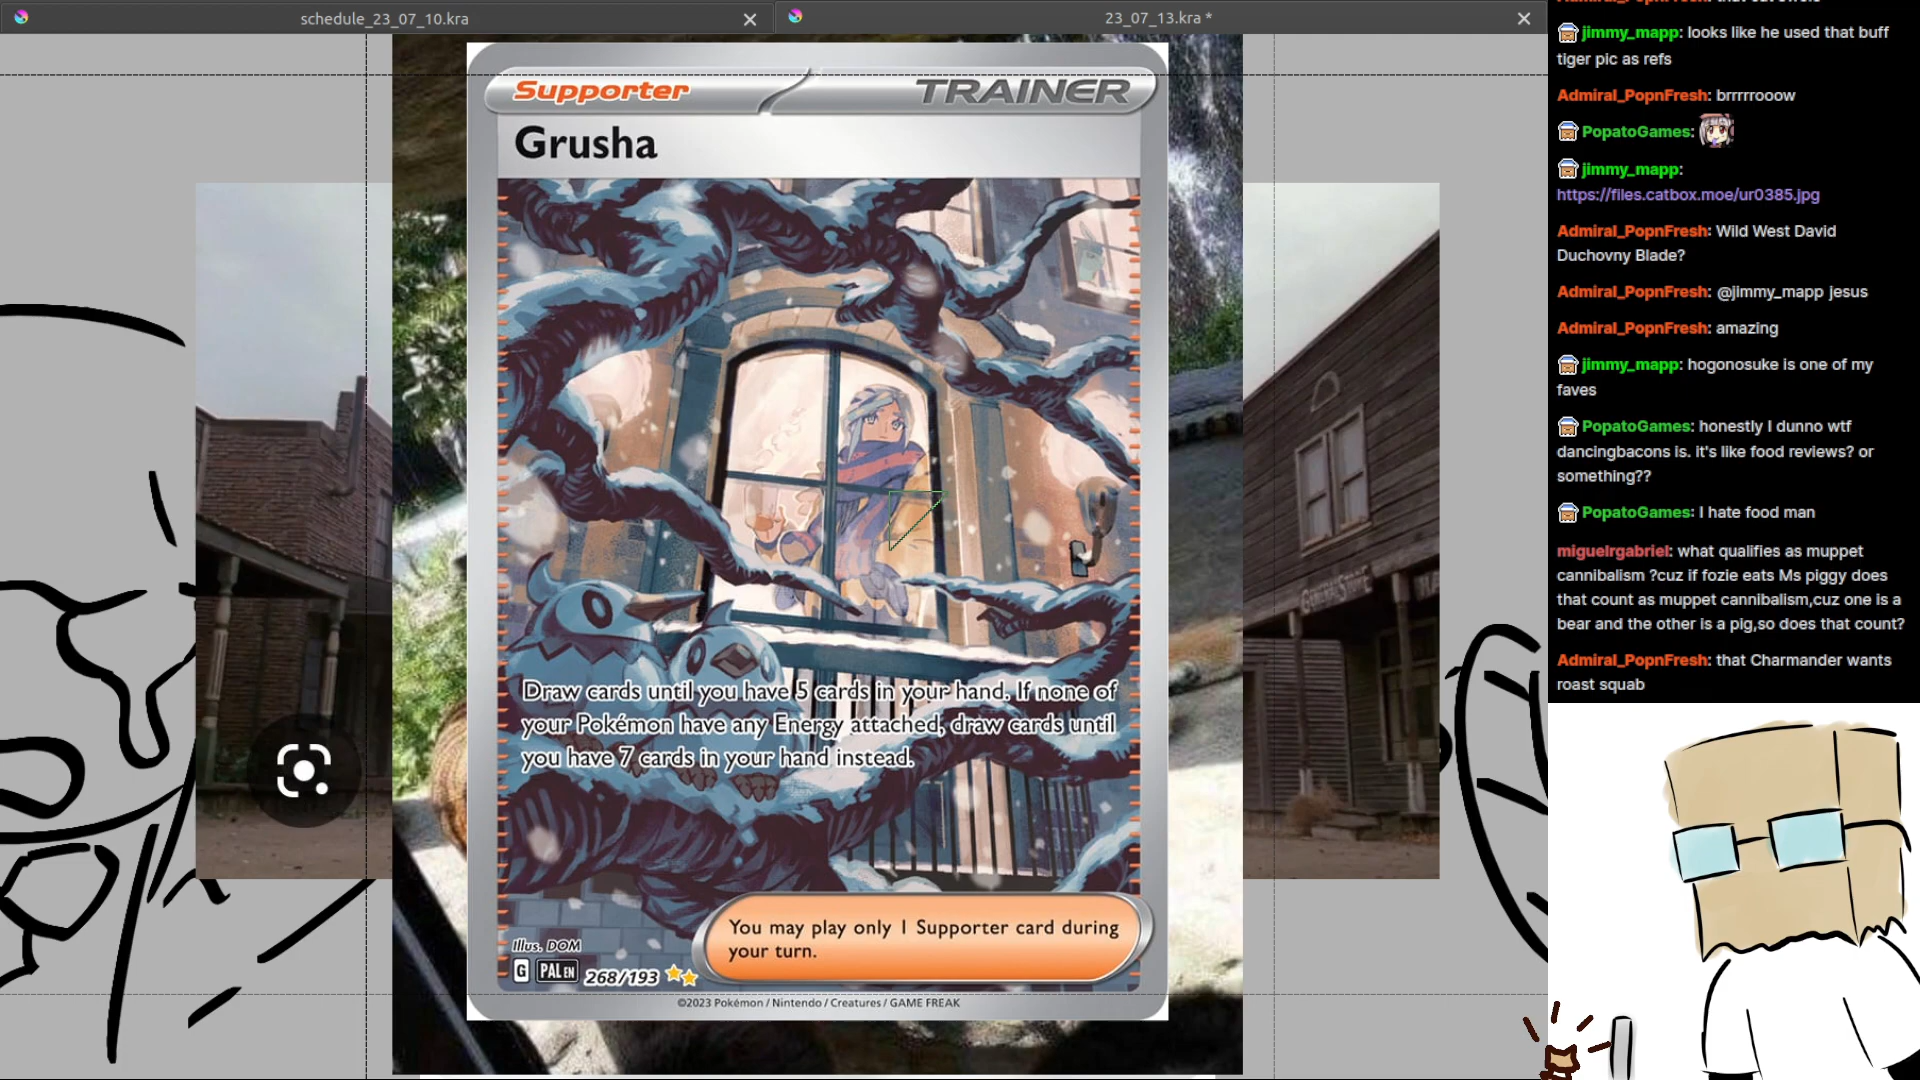 schedule_23_07_10.kra
23_07_13.kra *
Supporter
TRAINER
Grusha
Draw cards until you have 5 cards in your hand. If none of
your Pokémon have any Energy attached, draw cards until
you have 7 cards in your hand instead.
You may play only 1 Supporter card during
your turn.
Illus. DOM
G PAL EN 268/193
©2023 Pokémon / Nintendo / Creatures / GAME FREAK
GENERAL STORE
jimmy_mapp: looks like he used that buff
tiger pic as refs
Admiral_PopnFresh: brrrrrooow
PopatoGames:
jimmy_mapp:
https://files.catbox.moe/ur0385.jpg
Admiral_PopnFresh: Wild West David
Duchovny Blade?
Admiral_PopnFresh: @jimmy_mapp jesus
Admiral_PopnFresh: amazing
jimmy_mapp: hogonosuke is one of my
faves
PopatoGames: honestly I dunno wtf
dancingbacons is. it's like food reviews? or
something??
PopatoGames: I hate food man
miguelrgabriel: what qualifies as muppet
cannibalism ?cuz if fozie eats Ms piggy does
that count as muppet cannibalism,cuz one is a
bear and the other is a pig,so does that count?
Admiral_PopnFresh: that Charmander wants
roast squab